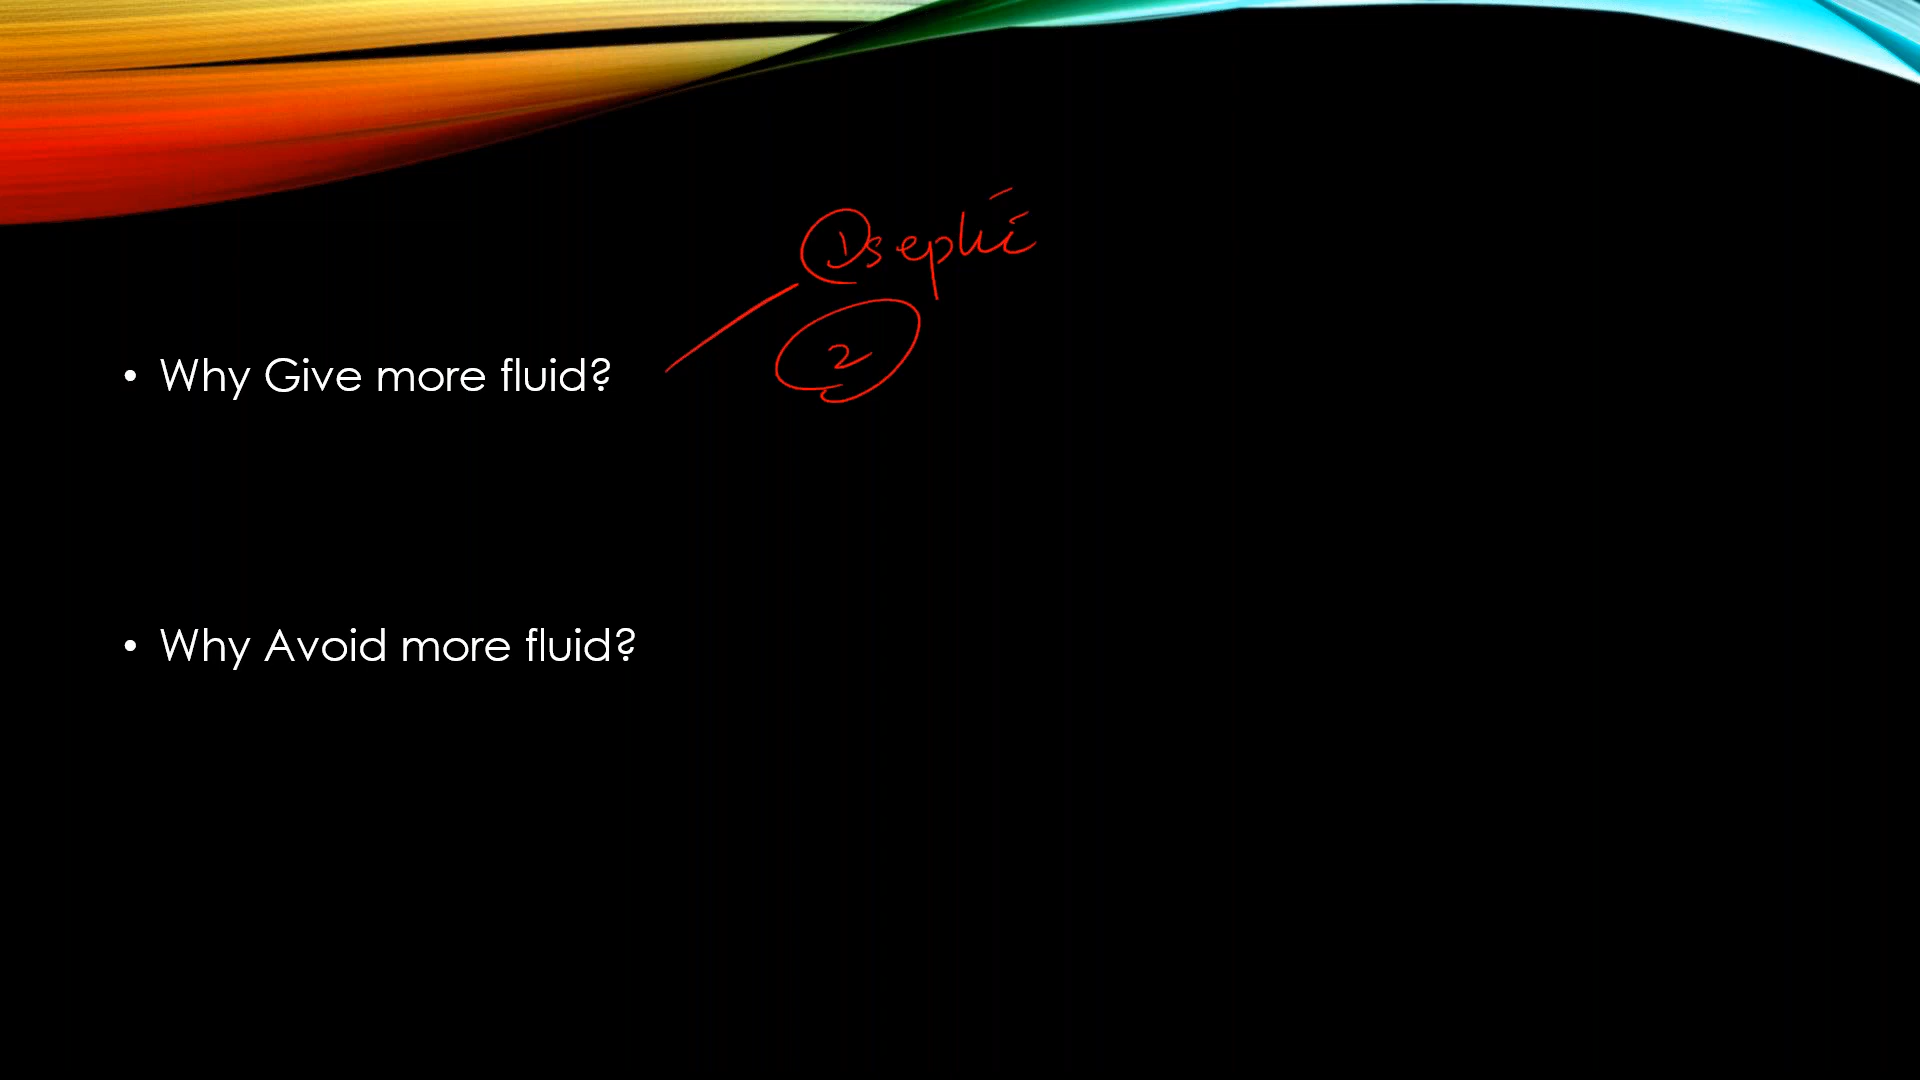 ① septic
②
• Why Give more fluid?
• Why Avoid more fluid?